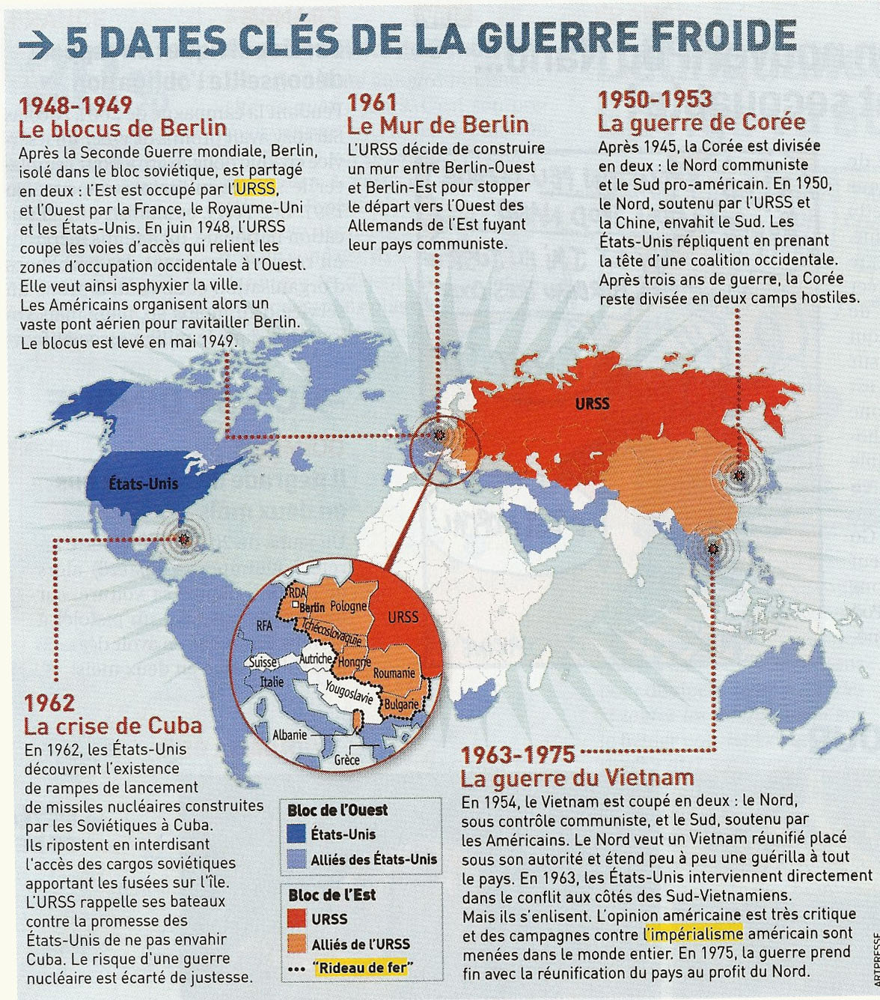 → 5 DATES CLÉS DE LA GUERRE FROIDE
1948-1949
Le blocus de Berlin
Après la Seconde Guerre mondiale, Berlin,
isolé dans le bloc soviétique, est partagé
en deux : l'Est est occupé par l'URSS,
et l'Ouest par la France, le Royaume-Uni
et les États-Unis. En juin 1948, l'URSS
coupe les voies d'accès qui relient les
zones d'occupation occidentale à l'Ouest.
Elle veut ainsi asphyxier la ville.
Les Américains organisent alors un
vaste pont aérien pour ravitailler Berlin.
Le blocus est levé en mai 1949.
1961
Le Mur de Berlin
L'URSS décide de construire
un mur entre Berlin-Ouest
et Berlin-Est pour stopper
le départ vers l'Ouest des
Allemands de l'Est fuyant
leur pays communiste.
1950-1953
La guerre de Corée
Après 1945, la Corée est divisée
en deux : le Nord communiste
et le Sud pro-américain. En 1950,
le Nord, soutenu par l'URSS et
la Chine, envahit le Sud. Les
États-Unis répliquent en prenant
la tête d'une coalition occidentale.
Après trois ans de guerre, la Corée
reste divisée en deux camps hostiles.
URSS
États-Unis
RDA
Berlin
Pologne
URSS
RFA
Tchécoslovaquie
Suisse
Autriche
Hongrie
Roumanie
Italie
Yougoslavie
Bulgarie
Albanie
Grèce
1962
La crise de Cuba
En 1962, les États-Unis
découvrent l'existence
de rampes de lancement
de missiles nucléaires construites
par les Soviétiques à Cuba.
Ils ripostent en interdisant
l'accès des cargos soviétiques
apportant les fusées sur l'île.
L'URSS rappelle ses bateaux
contre la promesse des
États-Unis de ne pas envahir
Cuba. Le risque d'une guerre
nucléaire est écarté de justesse.
Bloc de l'Ouest
États-Unis
Alliés des États-Unis
Bloc de l'Est
URSS
Alliés de l'URSS
"Rideau de fer"
1963-1975
La guerre du Vietnam
En 1954, le Vietnam est coupé en deux : le Nord,
sous contrôle communiste, et le Sud, soutenu par
les Américains. Le Nord veut un Vietnam réunifié placé
sous son autorité et étend peu à peu une guérilla à tout
le pays. En 1963, les États-Unis interviennent directement
dans le conflit aux côtés des Sud-Vietnamiens.
Mais ils s'enlisent. L'opinion américaine est très critique
et des campagnes contre l'impérialisme américain sont
menées dans le monde entier. En 1975, la guerre prend
fin avec la réunification du pays au profit du Nord.
ARTPRESSE